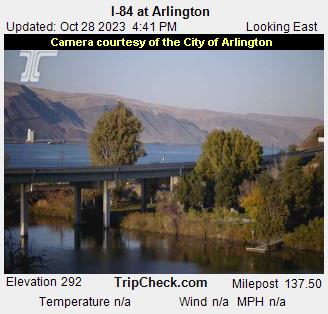 I-84 at Arlington
Updated: Oct 28 2023 4:41 PM Looking East
Camera courtesy of the City of Arlington
Elevation 292 TripCheck.com Milepost 137.50
Temperature n/a Wind n/a MPH n/a